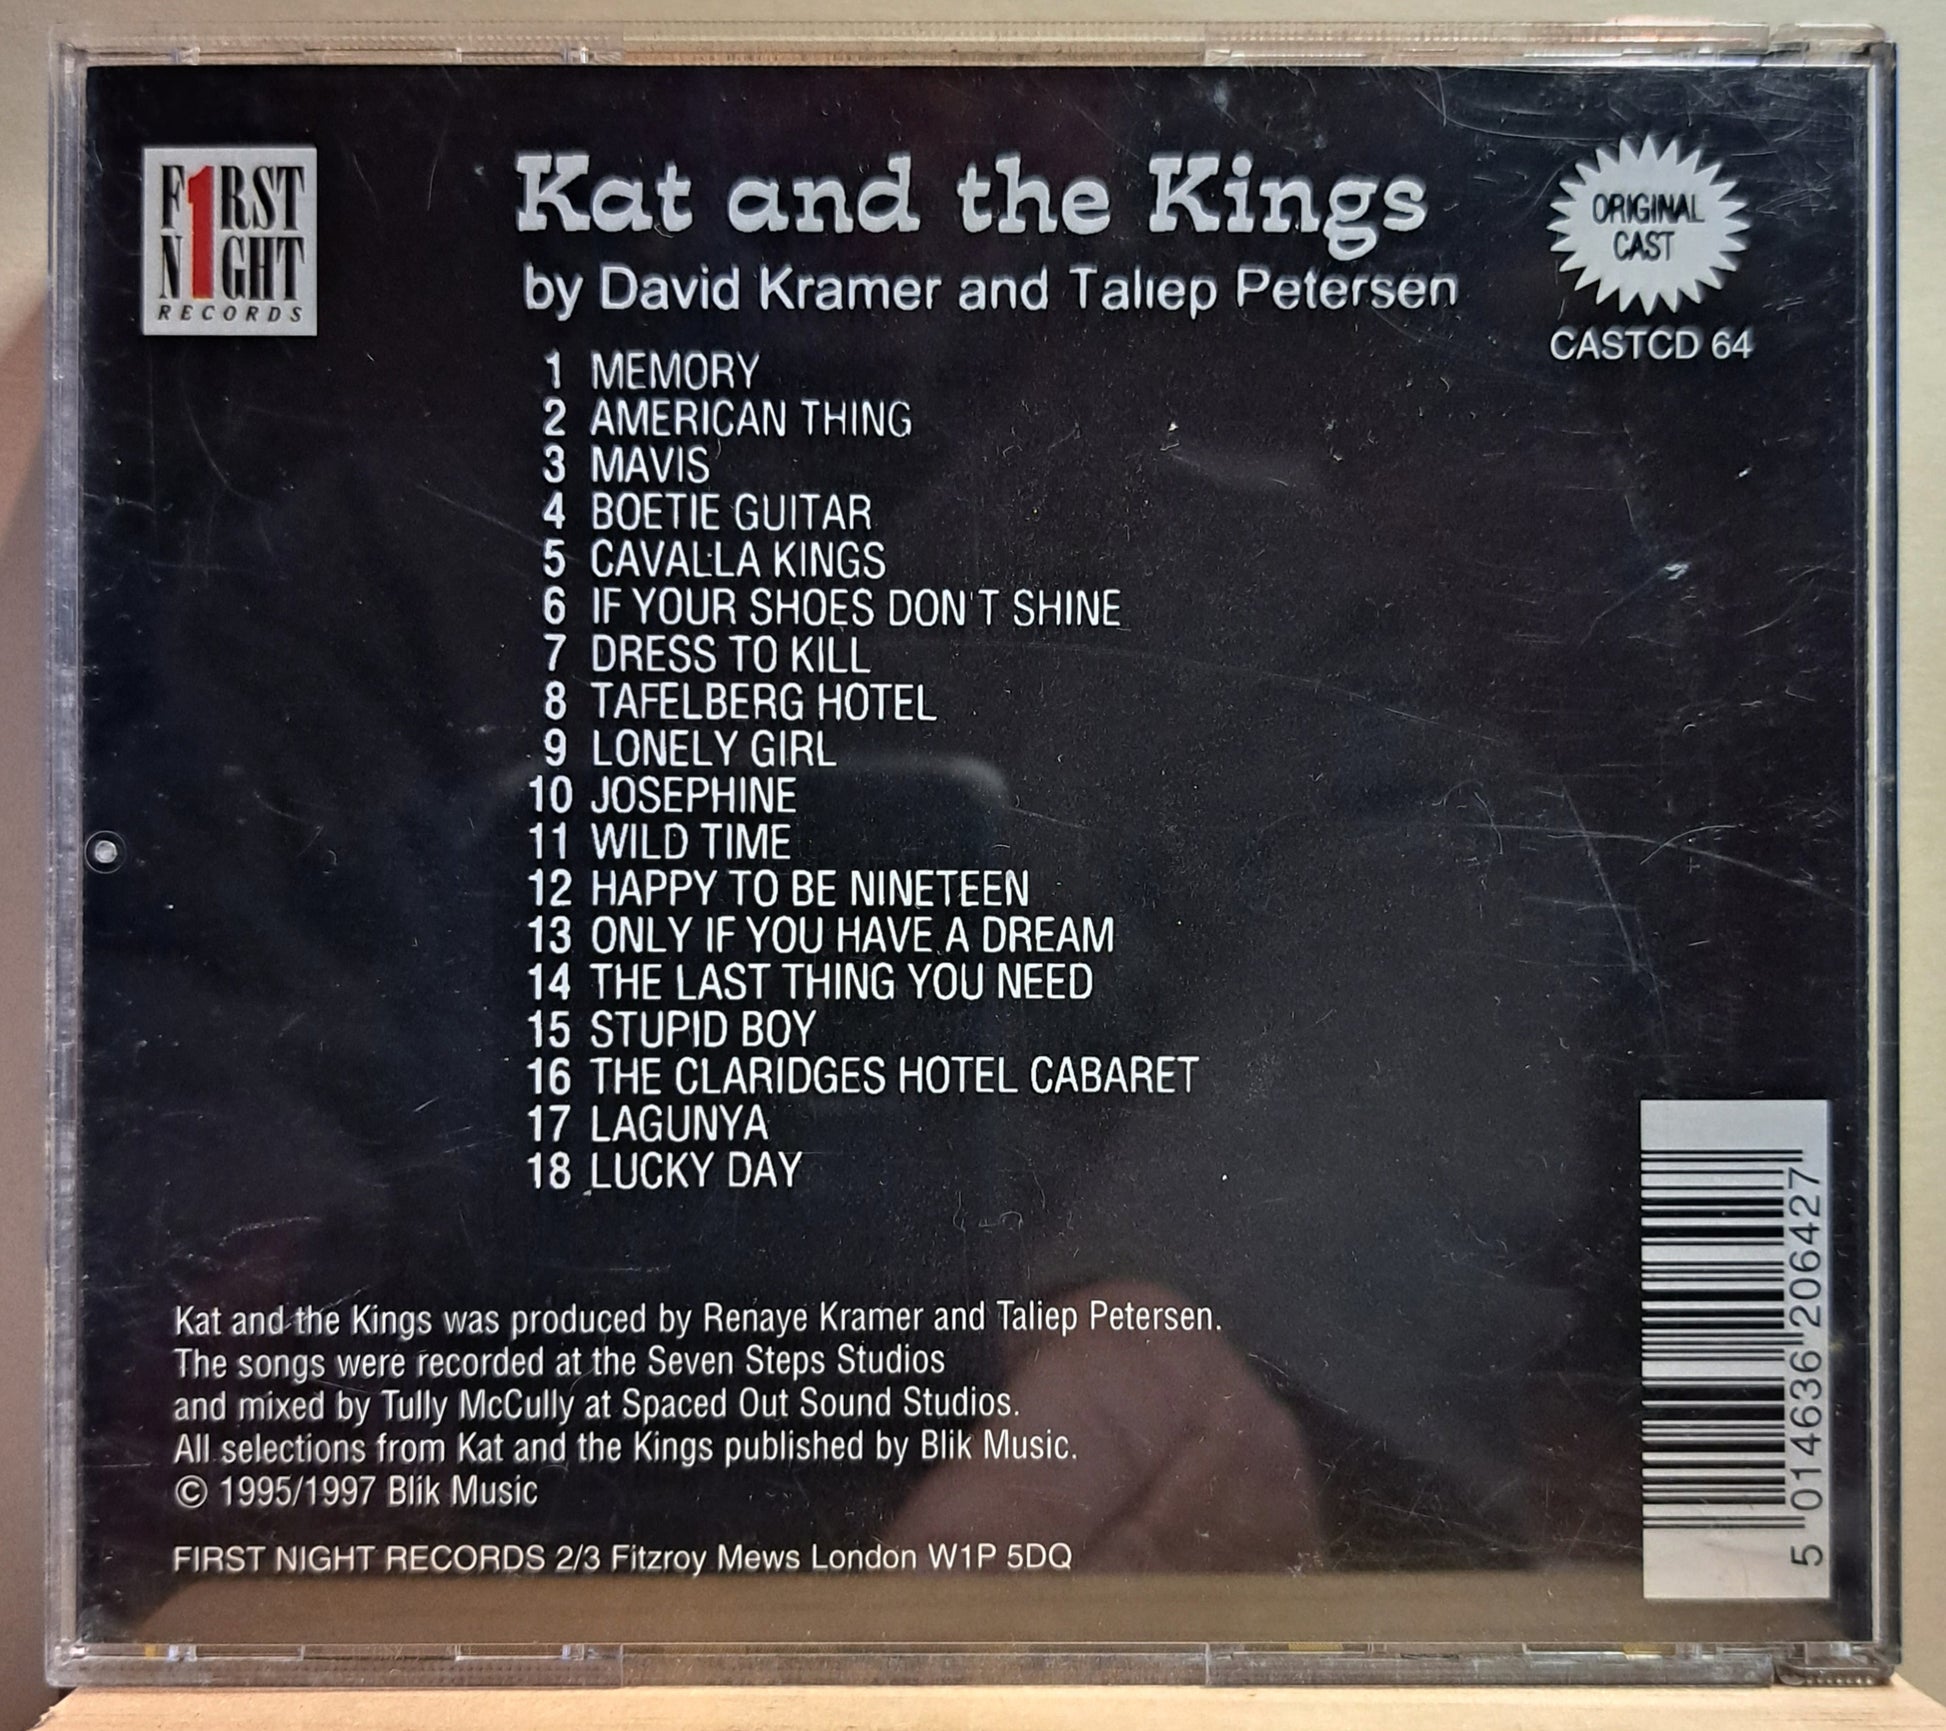 F1RST
N1GHT
RECORDS
Kat and the Kings
by David Kramer and Taliep Petersen
ORIGINAL
CAST
CASTCD 64
1 MEMORY
2 AMERICAN THING
3 MAVIS
4 BOETIE GUITAR
5 CAVALLA KINGS
6 IF YOUR SHOES DON'T SHINE
7 DRESS TO KILL
8 TAFELBERG HOTEL
9 LONELY GIRL
10 JOSEPHINE
11 WILD TIME
12 HAPPY TO BE NINETEEN
13 ONLY IF YOU HAVE A DREAM
14 THE LAST THING YOU NEED
15 STUPID BOY
16 THE CLARIDGES HOTEL CABARET
17 LAGUNYA
18 LUCKY DAY
Kat and the Kings was produced by Renaye Kramer and Taliep Petersen.
The songs were recorded at the Seven Steps Studios
and mixed by Tully McCully at Spaced Out Sound Studios.
All selections from Kat and the Kings published by Blik Music.
© 1995/1997 Blik Music
FIRST NIGHT RECORDS 2/3 Fitzroy Mews London W1P 5DQ
5 014636 206427